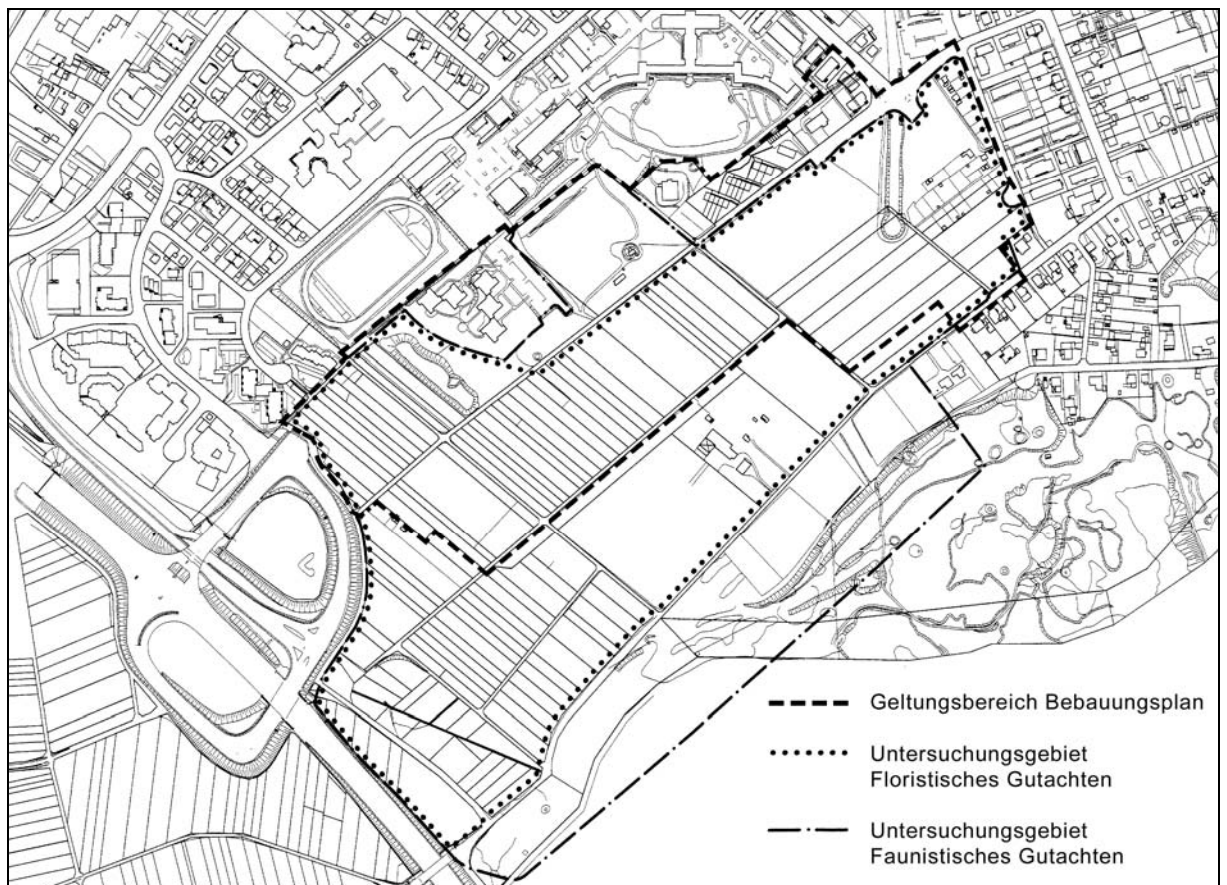 Geltungsbereich Bebauungsplan
Untersuchungsgebiet
Floristisches Gutachten
Untersuchungsgebiet
Faunistisches Gutachten